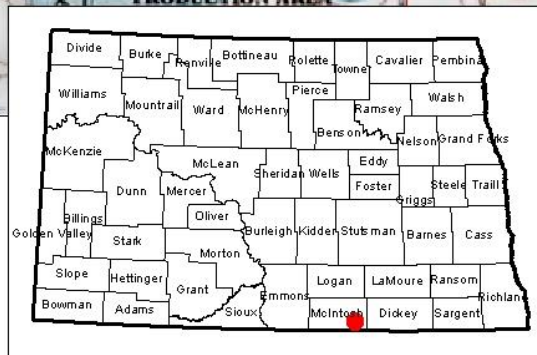 PRODUCTION AREA
Divide Burke Renville Bottineau Rolette Towne Cavalier Pembina
Williams Mountrail Ward McHenry Pierce Ramsey Walsh
Benson Nelson Grand Forks
McKenzie McLean Sheridan Wells Eddy
Dunn Mercer Foster Griggs Steele Traill
Billings Oliver
Golden Valley Stark Burleigh Kidder Stutsman Barnes Cass
Morton
Slope Hettinger Grant Emmons Logan LaMoure Ransom Richland
Bowman Adams Sioux McIntosh Dickey Sargent